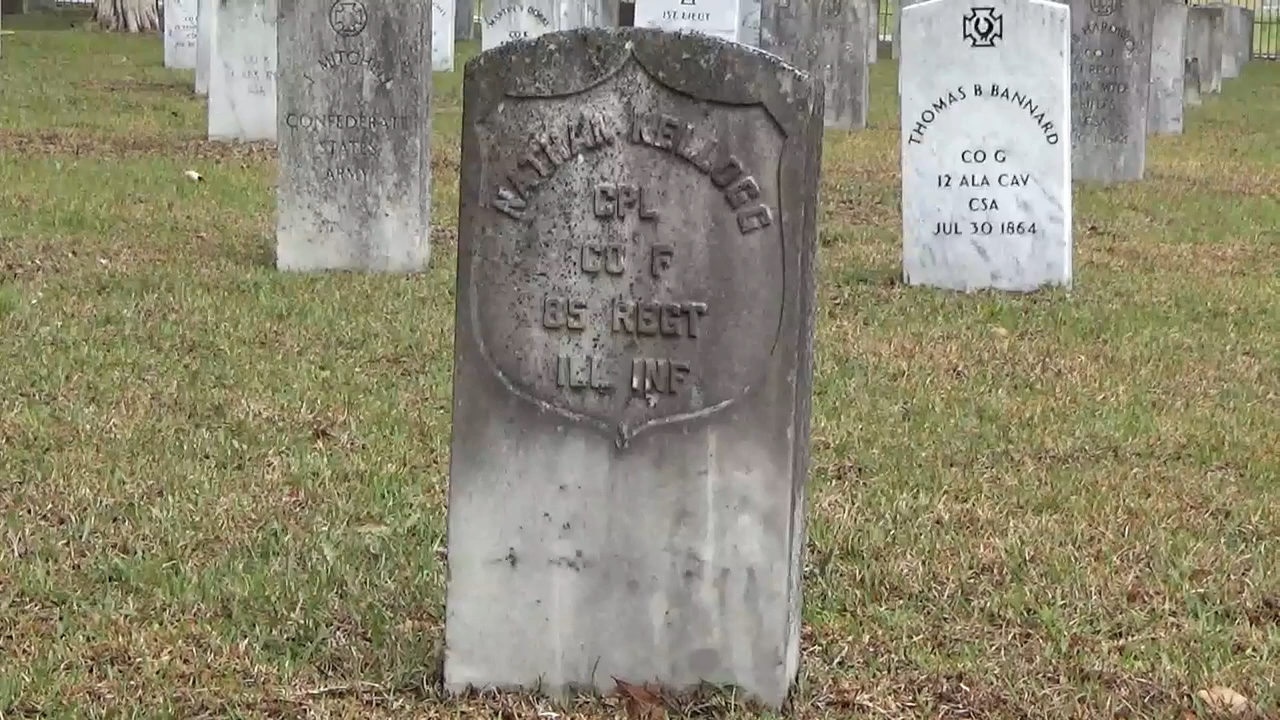 NATHAN KELLOGG
CPL
CO F
85 REGT
ILL INF
THOMAS B BANNARD
CO G
12 ALA CAV
CSA
JUL 30 1864
MITCHELL
CONFEDERATE
STATES
ARMY
1ST LIEUT